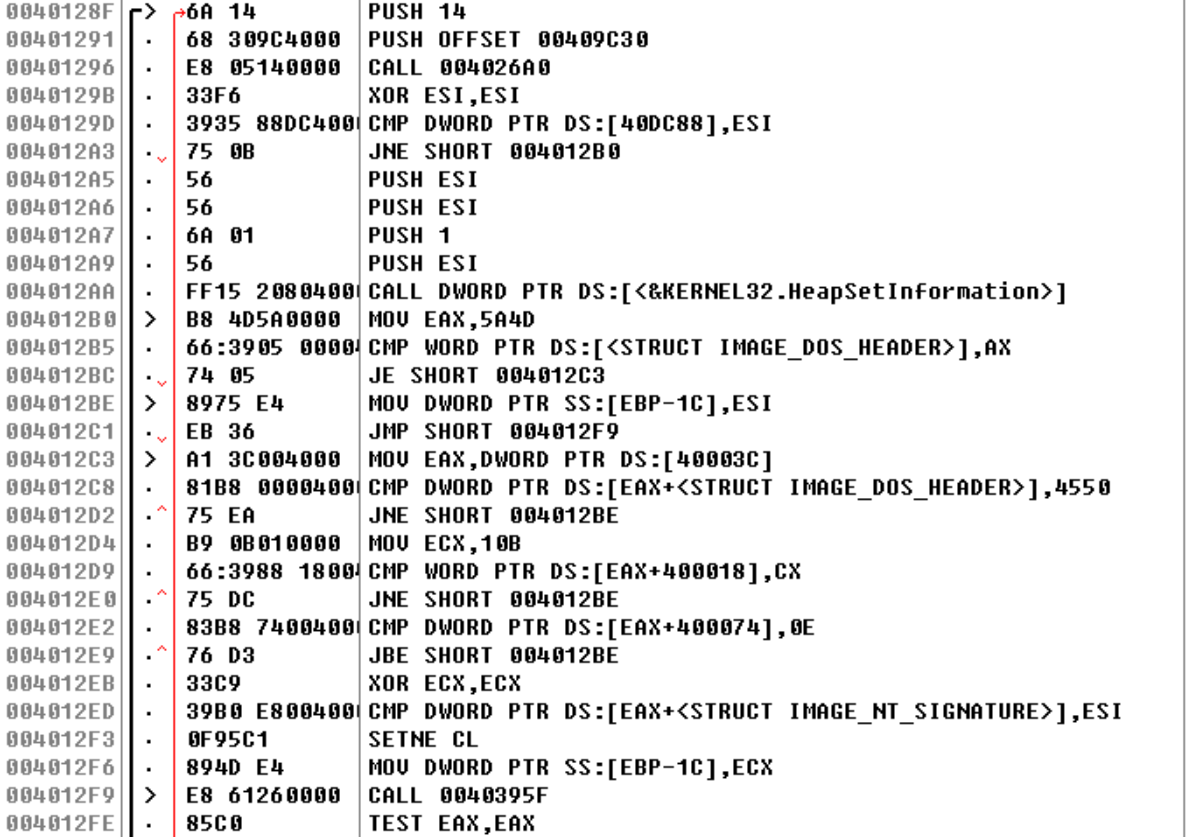 0040128F > 6A 14 PUSH 14
00401291 . 68 309C4000 PUSH OFFSET 00409C30
00401296 . E8 05140000 CALL 004026A0
0040129B . 33F6 XOR ESI,ESI
0040129D . 3935 88DC400 CMP DWORD PTR DS:[40DC88],ESI
004012A3 . 75 0B JNE SHORT 004012B0
004012A5 . 56 PUSH ESI
004012A6 . 56 PUSH ESI
004012A7 . 6A 01 PUSH 1
004012A9 . 56 PUSH ESI
004012AA . FF15 2080400 CALL DWORD PTR DS:[<&KERNEL32.HeapSetInformation>]
004012B0 > B8 4D5A0000 MOV EAX,5A4D
004012B5 . 66:3905 0000 CMP WORD PTR DS:[<STRUCT IMAGE_DOS_HEADER>],AX
004012BC . 74 05 JE SHORT 004012C3
004012BE > 8975 E4 MOV DWORD PTR SS:[EBP-1C],ESI
004012C1 . EB 36 JMP SHORT 004012F9
004012C3 > A1 3C004000 MOV EAX,DWORD PTR DS:[40003C]
004012C8 . 81B8 0000400 CMP DWORD PTR DS:[EAX+<STRUCT IMAGE_DOS_HEADER>],4550
004012D2 . 75 EA JNE SHORT 004012BE
004012D4 . B9 0B010000 MOV ECX,10B
004012D9 . 66:3988 1800 CMP WORD PTR DS:[EAX+400018],CX
004012E0 . 75 DC JNE SHORT 004012BE
004012E2 . 83B8 7400400 CMP DWORD PTR DS:[EAX+400074],0E
004012E9 . 76 D3 JBE SHORT 004012BE
004012EB . 33C9 XOR ECX,ECX
004012ED . 39B0 E800400 CMP DWORD PTR DS:[EAX+<STRUCT IMAGE_NT_SIGNATURE>],ESI
004012F3 . 0F95C1 SETNE CL
004012F6 . 894D E4 MOV DWORD PTR SS:[EBP-1C],ECX
004012F9 > E8 61260000 CALL 0040395F
004012FE . 85C0 TEST EAX,EAX